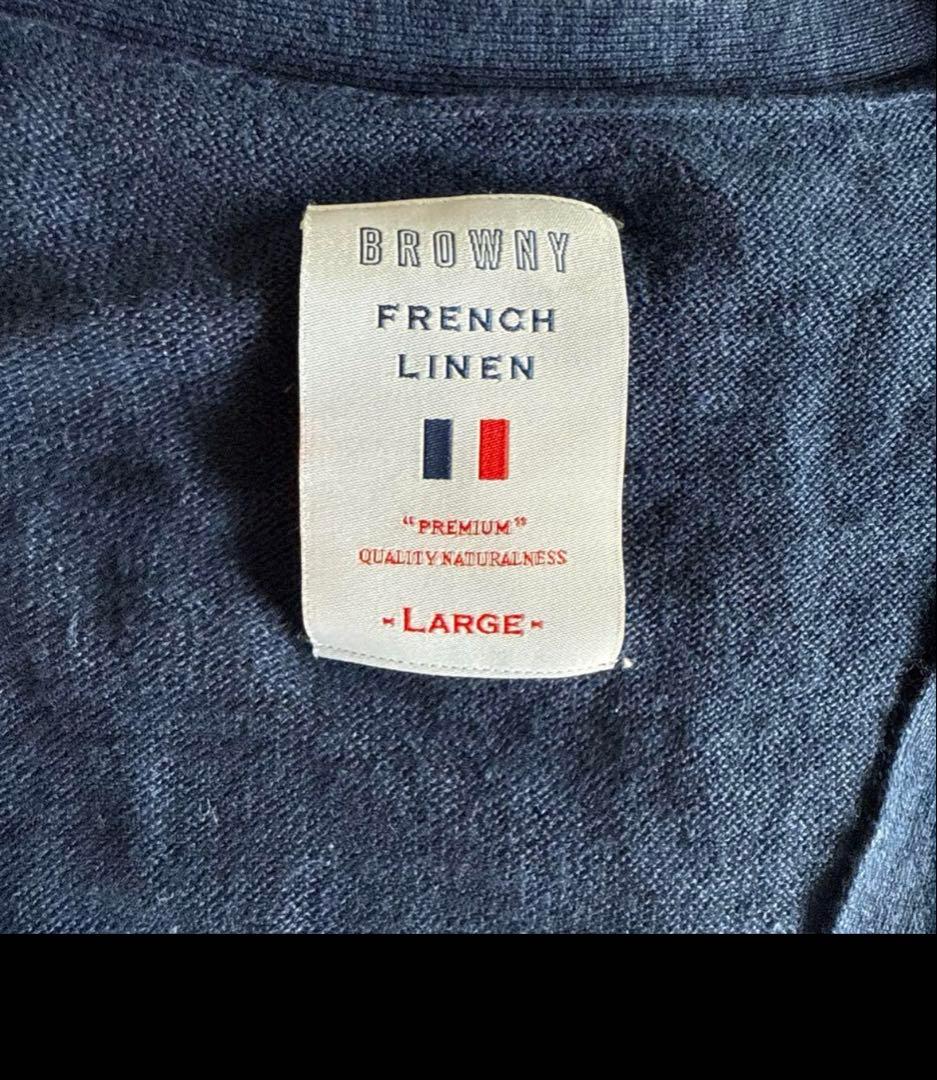 BROWNY
FRENCH
LINEN
"PREMIUM"
QUALITY NATURALNESS
-LARGE-